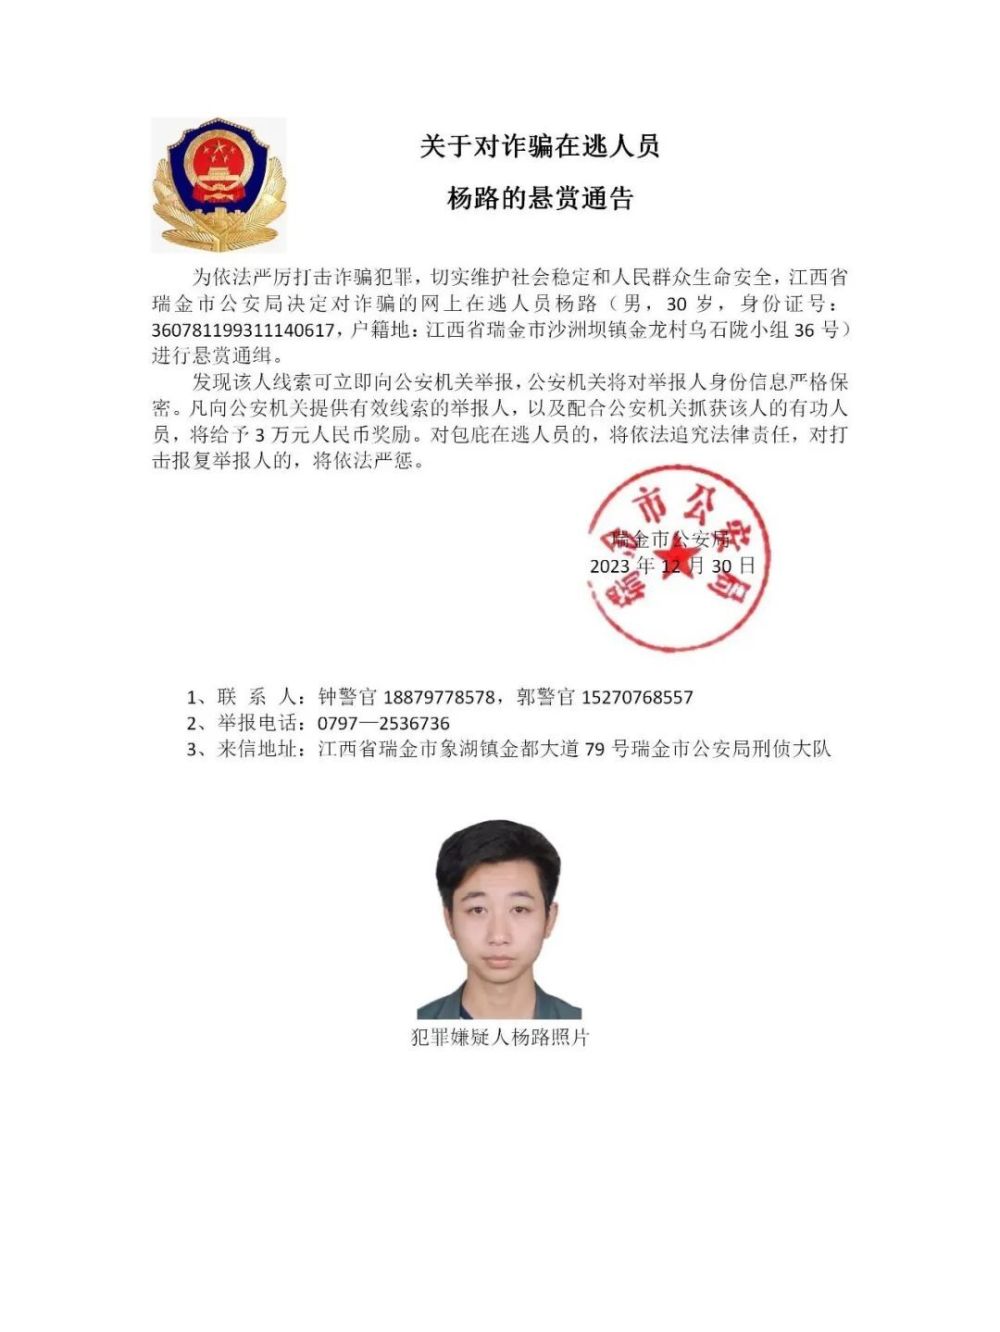 关于对诈骗在逃人员
杨路的悬赏通告
为依法严厉打击诈骗犯罪，切实维护社会稳定和人民群众生命安全，江西省
瑞金市公安局决定对诈骗的网上在逃人员杨路（男，30 岁，身份证号：
360781199311140617，户籍地：江西省瑞金市沙洲坝镇金龙村乌石陇小组 36 号）
进行悬赏通缉。
发现该人线索可立即向公安机关举报，公安机关将对举报人身份信息严格保
密。凡向公安机关提供有效线索的举报人，以及配合公安机关抓获该人的有功人
员，将给予 3 万元人民币奖励。对包庇在逃人员的，将依法追究法律责任，对打
击报复举报人的，将依法严惩。
瑞金市公安局
瑞金市公安局
2023 年 12 月 30 日
1、联 系 人：钟警官 18879778578，郭警官 15270768557
2、举报电话：0797—2536736
3、来信地址：江西省瑞金市象湖镇金都大道 79 号瑞金市公安局刑侦大队
犯罪嫌疑人杨路照片